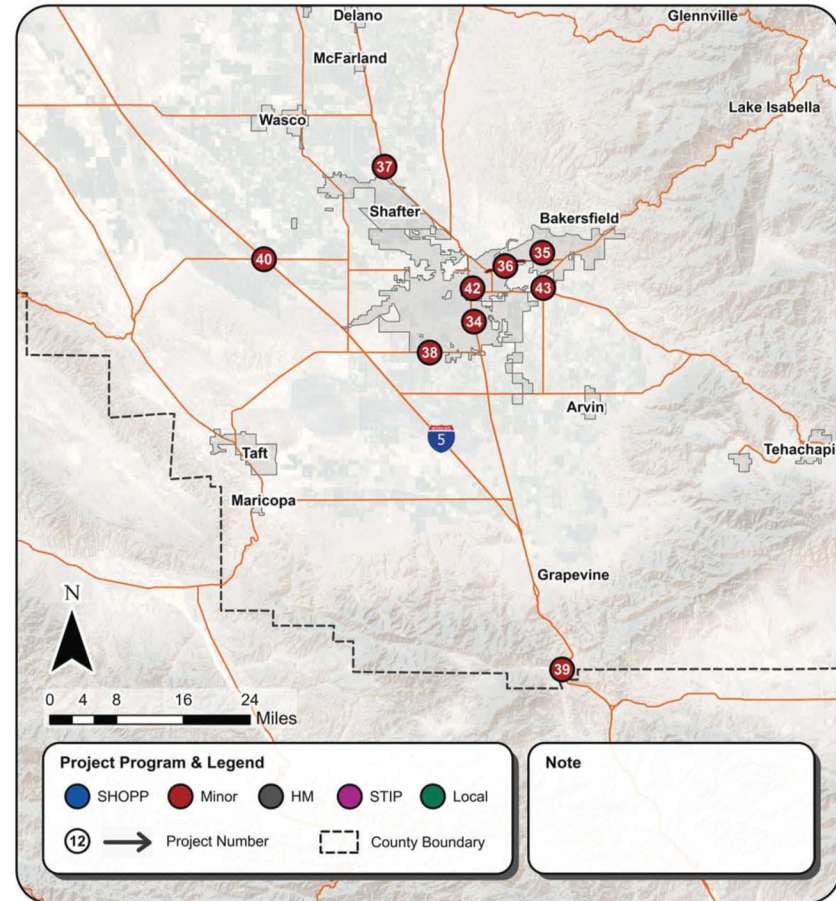 Delano
Glennville
McFarland
Lake Isabella
Wasco
37
Shafter
Bakersfield
35
40
36
42
43
34
38
Arvin
5
Taft
Tehachapi
Maricopa
Grapevine
N
39
0 4 8 16 24
Miles
Project Program & Legend
SHOPP Minor HM STIP Local
12 Project Number County Boundary
Note